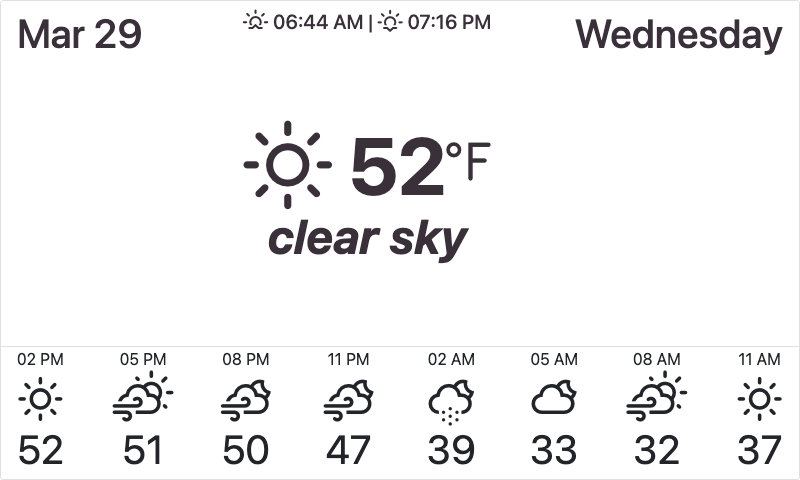 Mar 29
06:44 AM | 07:16 PM
Wednesday
52°F
clear sky
02 PM 05 PM 08 PM 11 PM 02 AM 05 AM 08 AM 11 AM
52 51 50 47 39 33 32 37